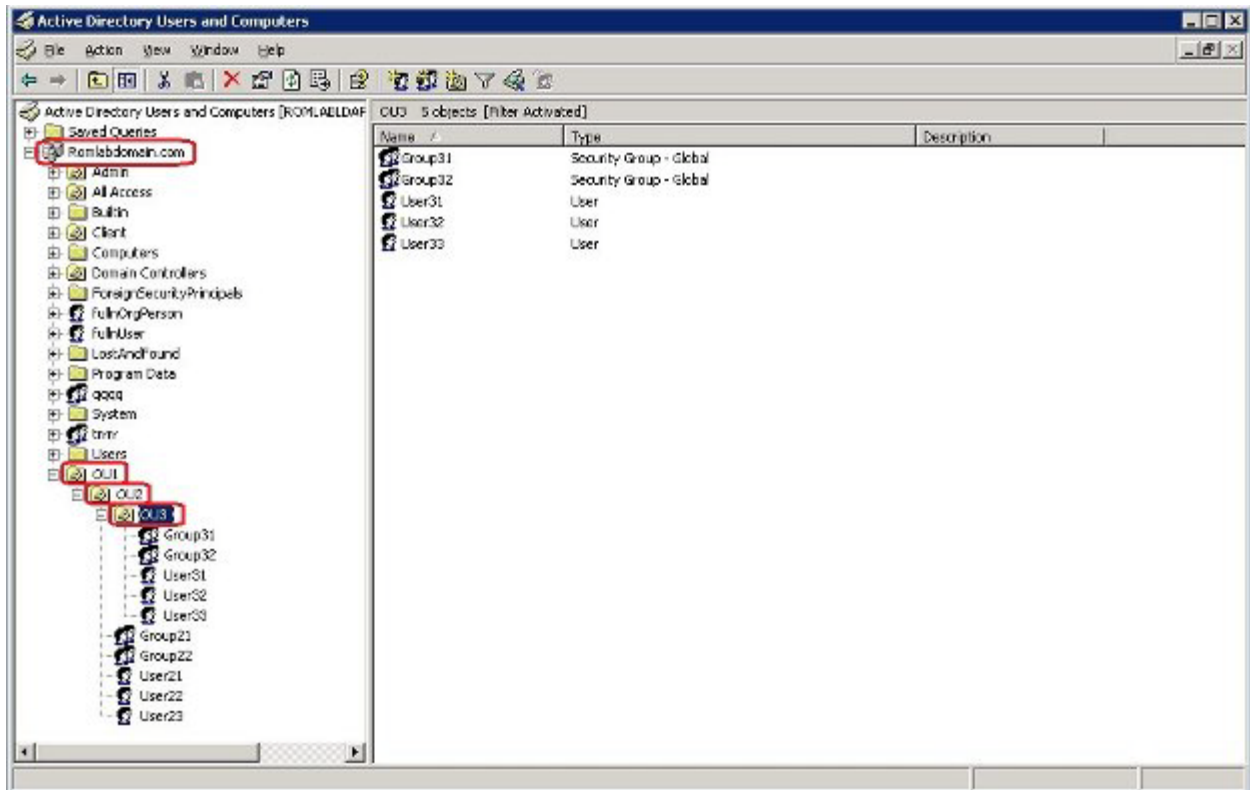 Active Directory Users and Computers
File Action View Window Help
Active Directory Users and Computers [ROMLABLDAP
Saved Queries
Romlabdomain.com
Admin
All Access
Builtin
Client
Computers
Domain Controllers
ForeignSecurityPrincipals
fullnOrgPerson
fullnUser
LostAndFound
Program Data
qqqq
System
Users
OU1
OU2
OU3
Group31
Group32
User31
User32
User33
Group21
Group22
User21
User22
User23
OU3 5 objects [Filter Activated]
Name Type Description
Group31 Security Group - Global
Group32 Security Group - Global
User31 User
User32 User
User33 User